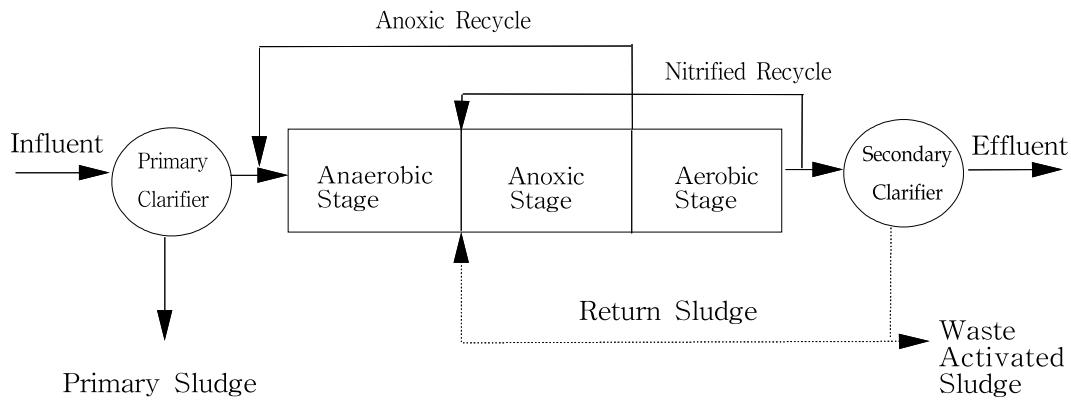 Anoxic Recycle
Nitrified Recycle
Influent
Primary
Clarifier
Anaerobic
Stage
Anoxic
Stage
Aerobic
Stage
Secondary
Clarifier
Effluent
Return Sludge
Waste
Activated
Sludge
Primary Sludge